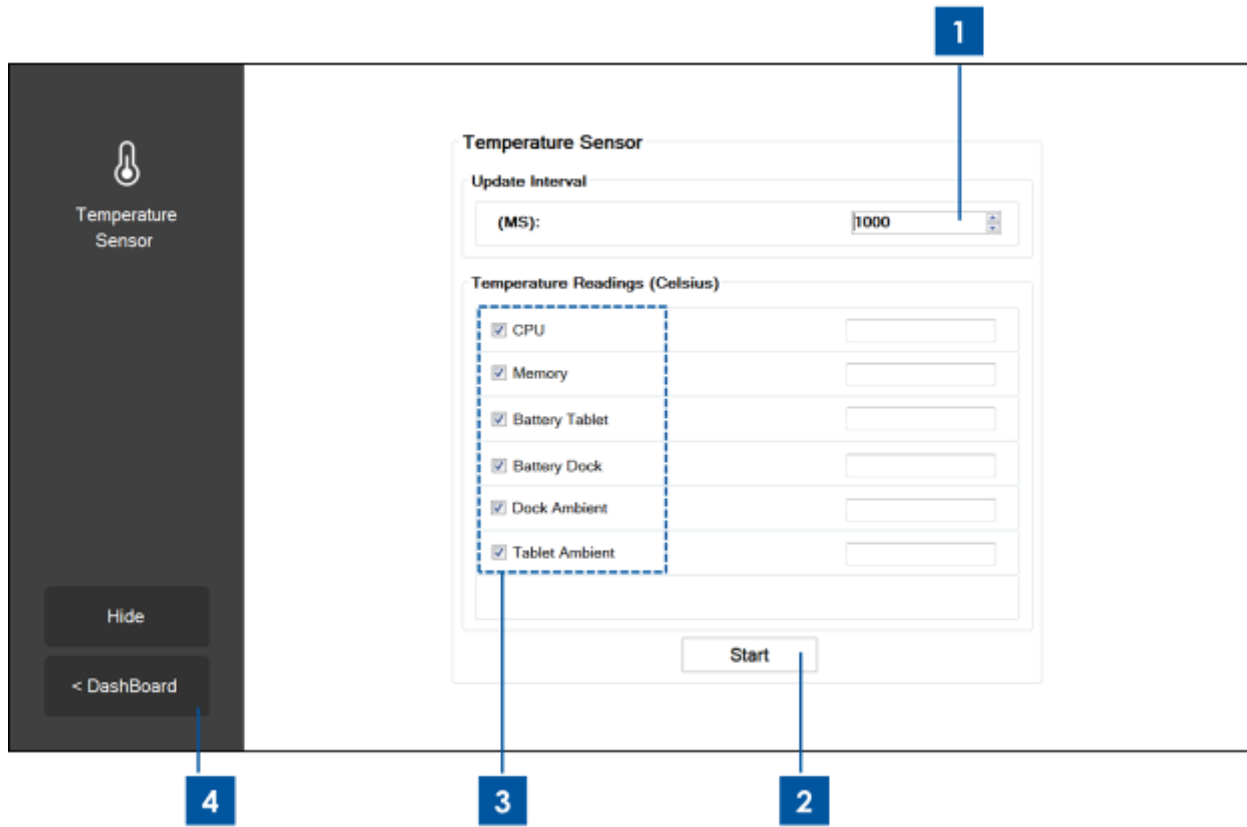 1
Temperature
Sensor
Temperature Sensor
Update Interval
(MS): 1000
Temperature Readings (Celsius)
CPU
Memory
Battery Tablet
Battery Dock
Dock Ambient
Tablet Ambient
Start
Hide
< DashBoard
4
3
2